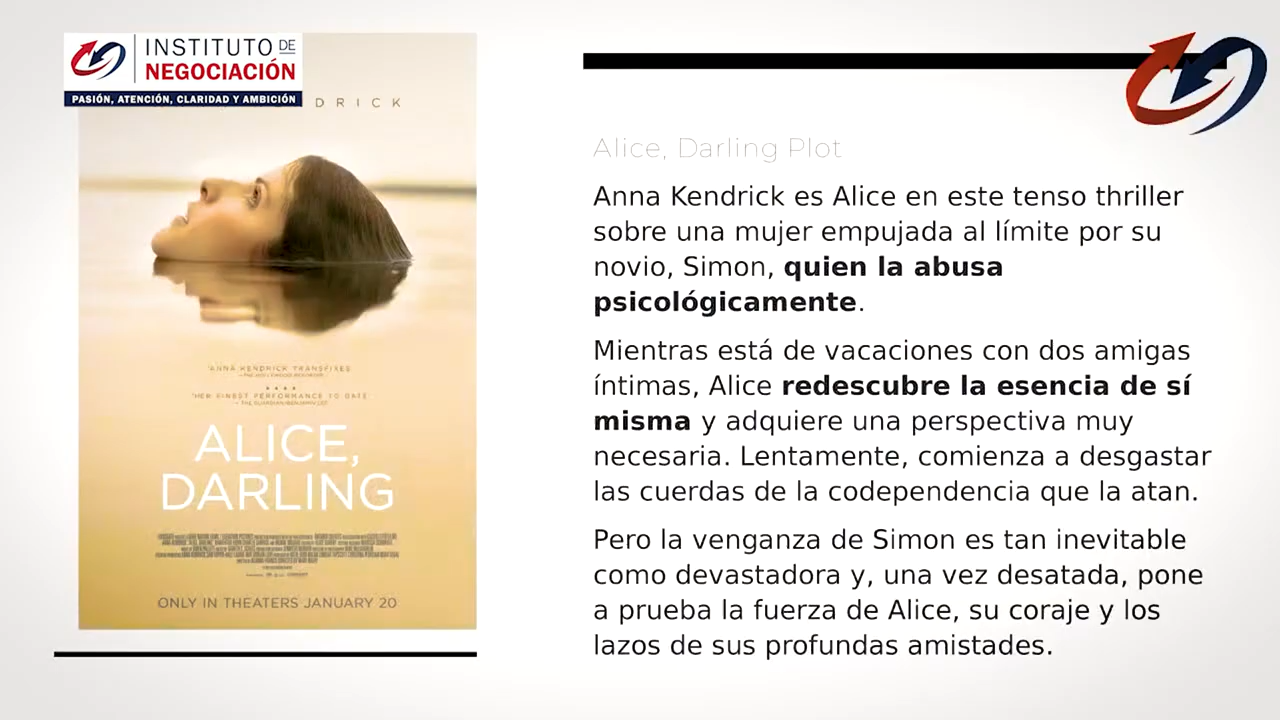 INSTITUTO DE
NEGOCIACIÓN
PASIÓN, ATENCIÓN, CLARIDAD Y AMBICIÓN
DRICK
"ANNA KENDRICK TRANSFIXES"
"HER FINEST PERFORMANCE TO DATE"
ALICE,
DARLING
ONLY IN THEATERS JANUARY 20
Alice, Darling Plot
Anna Kendrick es Alice en este tenso thriller
sobre una mujer empujada al límite por su
novio, Simon, quien la abusa
psicológicamente.
Mientras está de vacaciones con dos amigas
íntimas, Alice redescubre la esencia de sí
misma y adquiere una perspectiva muy
necesaria. Lentamente, comienza a desgastar
las cuerdas de la codependencia que la atan.
Pero la venganza de Simon es tan inevitable
como devastadora y, una vez desatada, pone
a prueba la fuerza de Alice, su coraje y los
lazos de sus profundas amistades.